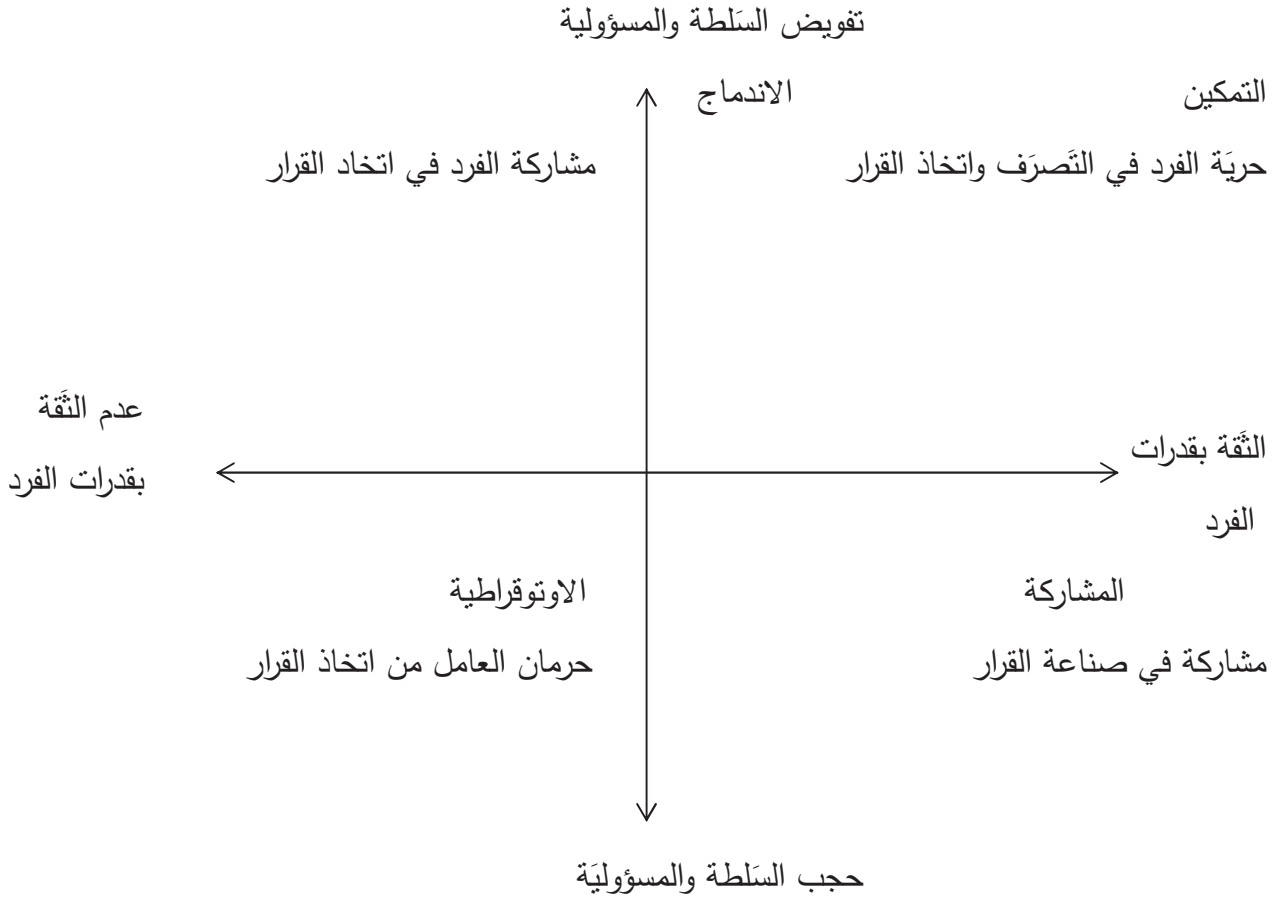 تفويض السَلطة والمسؤولية
التمكين
الاندماج
حريَة الفرد في التَصرَف واتخاذ القرار
مشاركة الفرد في اتخاد القرار
الثَقة بقدرات
الفرد
عدم الثَقة
بقدرات الفرد
المشاركة
مشاركة في صناعة القرار
الاوتوقراطية
حرمان العامل من اتخاذ القرار
حجب السَلطة والمسؤوليَة